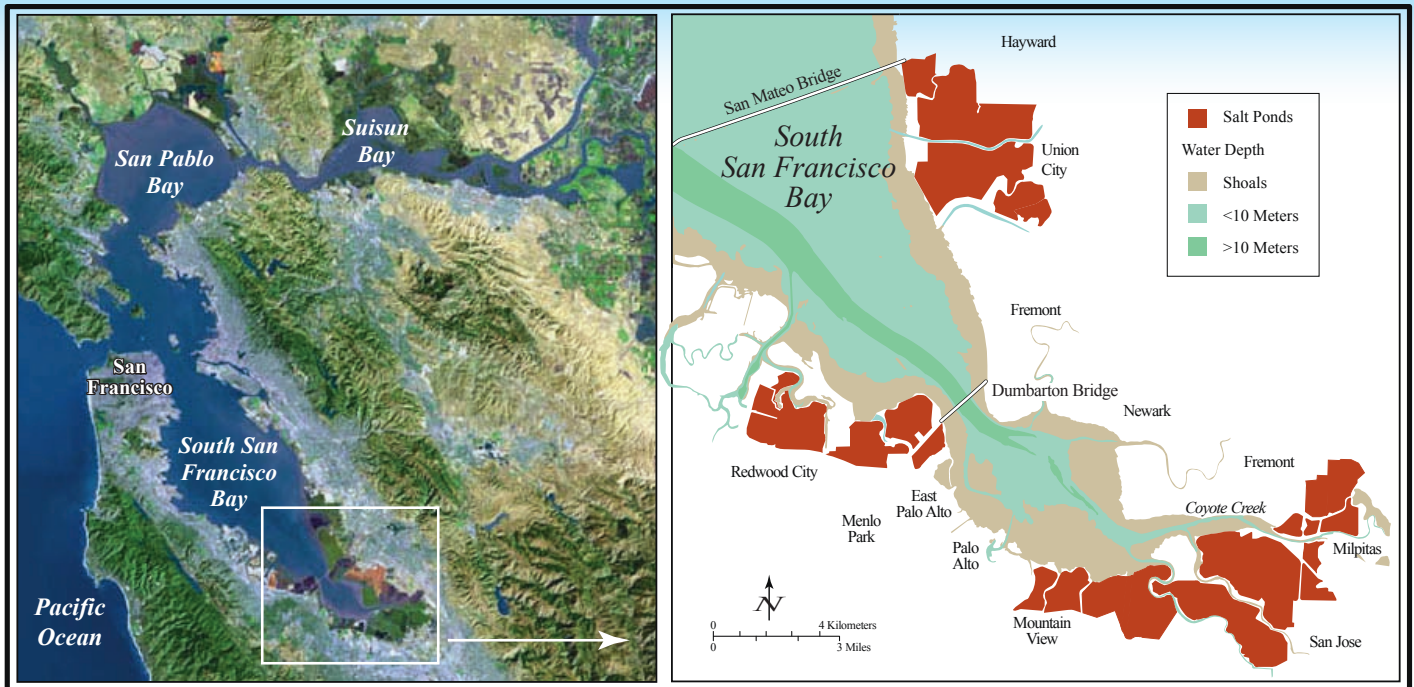 San Pablo
Bay
Suisun
Bay
San
Francisco
South San
Francisco
Bay
Pacific
Ocean
Hayward
San Mateo Bridge
South
San Francisco
Bay
Union
City
Salt Ponds
Water Depth
Shoals
<10 Meters
>10 Meters
Fremont
Dumbarton Bridge
Newark
Redwood City
Fremont
East
Palo Alto
Menlo
Park
Coyote Creek
Palo
Alto
Milpitas
N
0 4 Kilometers
0 3 Miles
Mountain
View
San Jose